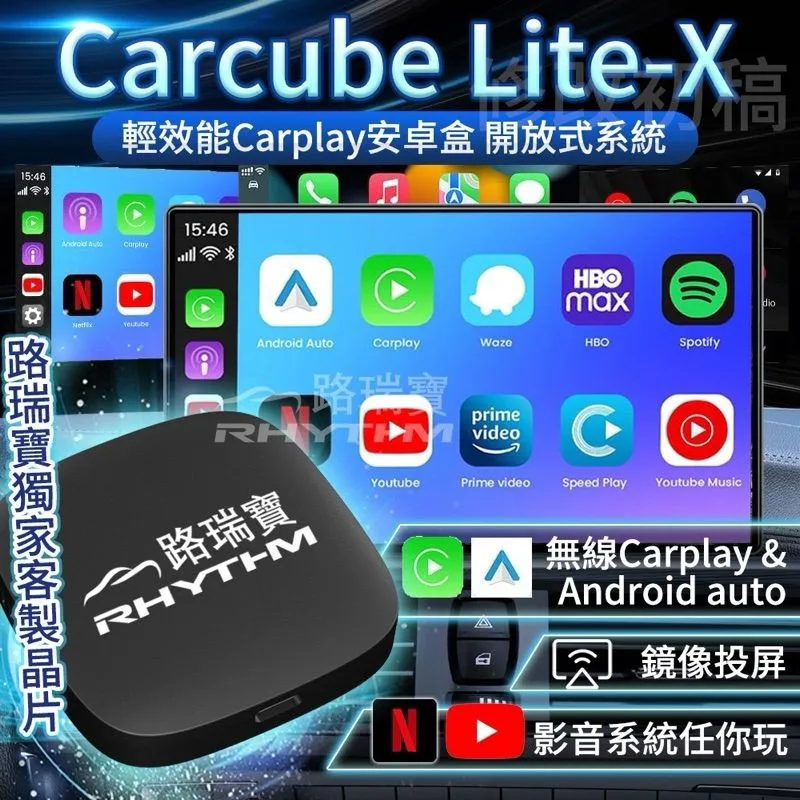 Carcube Lite-X
修改初稿
輕效能Carplay安卓盒 開放式系統
15:46
Android Auto
Carplay
Netflix
Youtube
15:46
Android Auto
Carplay
Waze
HBO
max
HBO
Spotify
N
Youtube
prime
video
Prime video
Speed Play
Youtube Music
路瑞寶
RHYTHM
路瑞寶獨家客製晶片
路瑞寶
RHYTHM
無線Carplay &
Android auto
鏡像投屏
N
影音系統任你玩